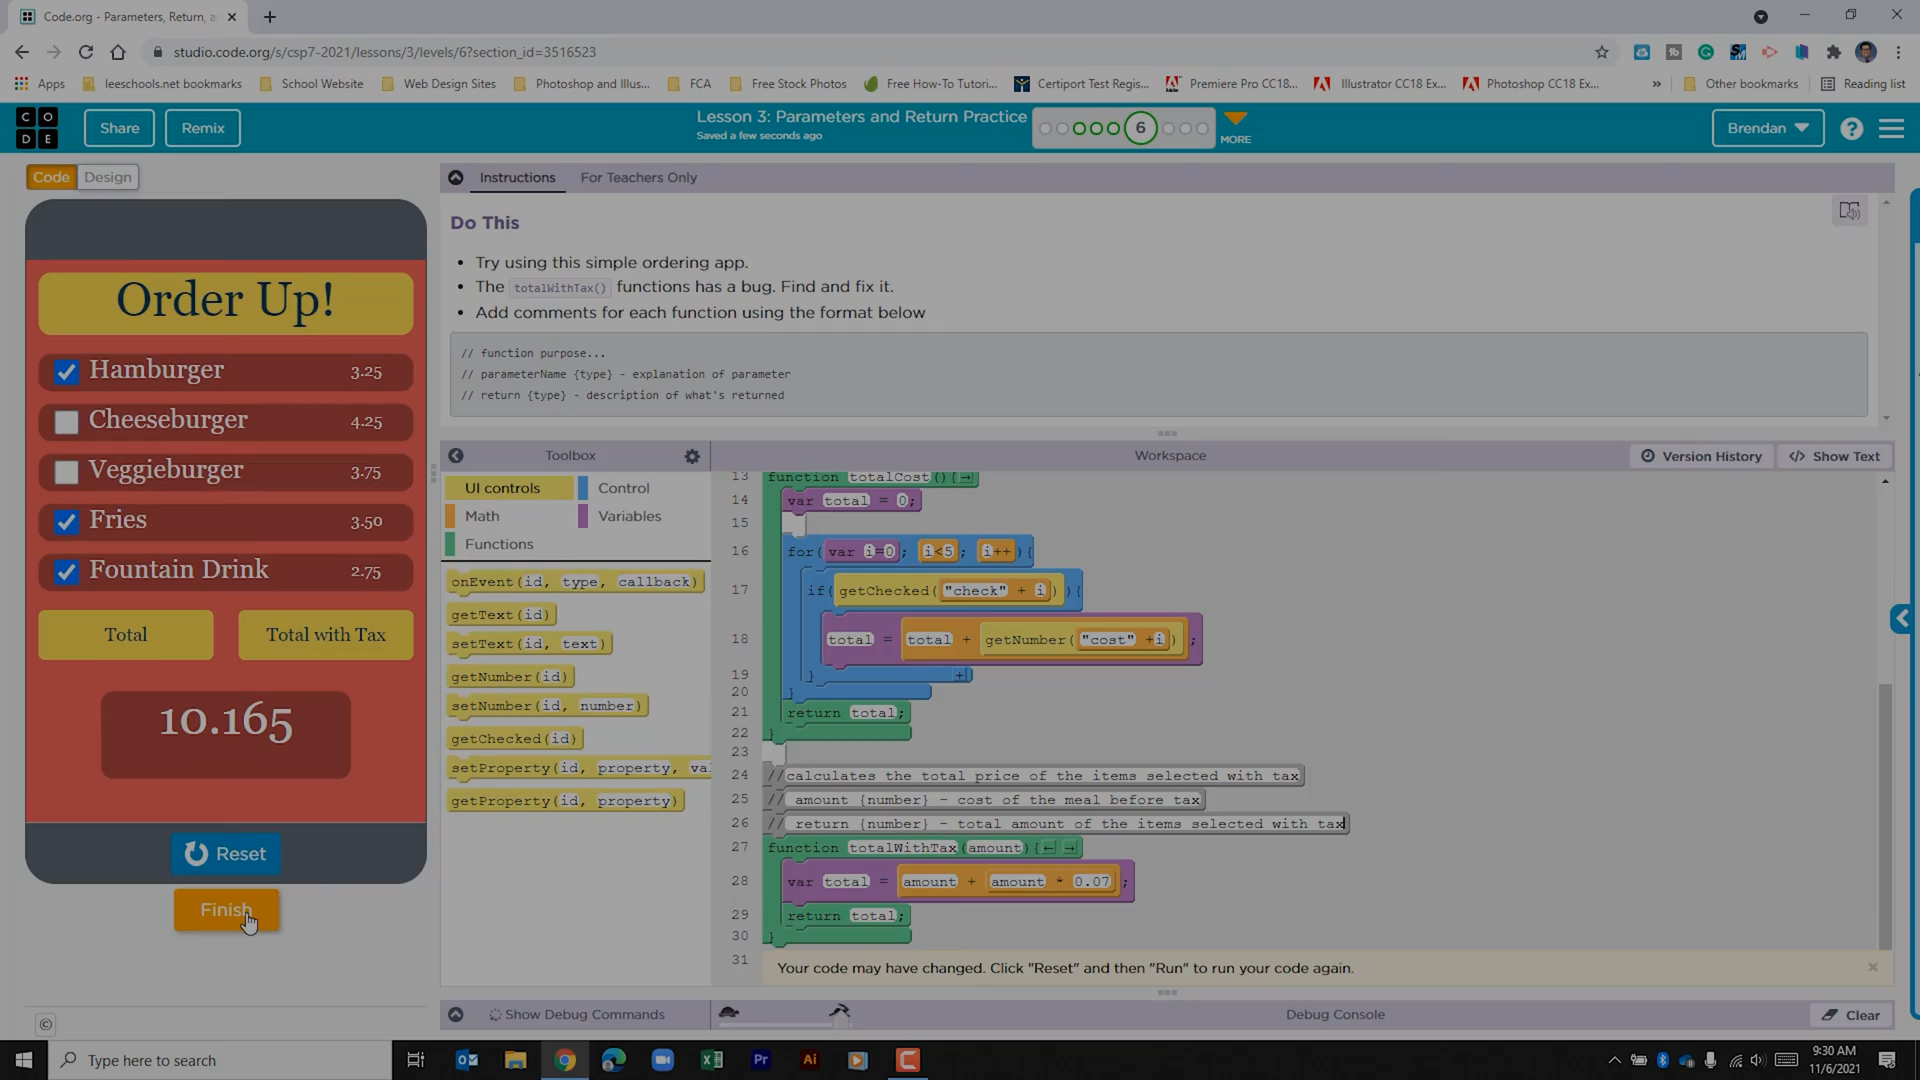 Code.org - Parameters, Return, a
studio.code.org/s/csp7-2021/lessons/3/levels/6?section_id=3516523
Apps
leeschools.net bookmarks
School Website
Web Design Sites
Photoshop and Illus...
FCA
Free Stock Photos
Free How-To Tutori...
Certiport Test Regis...
Premiere Pro CC18...
Illustrator CC18 Ex...
Photoshop CC18 Ex...
»
Other bookmarks
Reading list
CODE
Share
Remix
Lesson 3: Parameters and Return Practice
Saved a few seconds ago
6
MORE
Brendan
?
Code
Design
Order Up!
Hamburger 3.25
Cheeseburger 4.25
Veggieburger 3.75
Fries 3.50
Fountain Drink 2.75
Total
Total with Tax
10.165
Reset
Finish
Instructions
For Teachers Only
Do This
• Try using this simple ordering app.
• The totalWithTax() functions has a bug. Find and fix it.
• Add comments for each function using the format below
// function purpose...
// parameterName {type} - explanation of parameter
// return {type} - description of what's returned
Toolbox
Workspace
Version History
</> Show Text
UI controls
Control
Math
Variables
Functions
onEvent(id, type, callback)
getText(id)
setText(id, text)
getNumber(id)
setNumber(id, number)
getChecked(id)
setProperty(id, property, va
getProperty(id, property)
13 function totalCost(){
14 var total = 0;
15
16 for(var i=0; i<5; i++){
17 if(getChecked("check" + i)){
18 total = total + getNumber("cost" +i);
19 }
20 }
21 return total;
22 }
23
24 //calculates the total price of the items selected with tax
25 // amount {number} - cost of the meal before tax
26 // return {number} - total amount of the items selected with tax
27 function totalWithTax(amount){
28 var total = amount + amount * 0.07;
29 return total;
30 }
31
Your code may have changed. Click "Reset" and then "Run" to run your code again.
Show Debug Commands
Debug Console
Clear
©
Type here to search
Pr
Ai
9:30 AM
11/6/2021